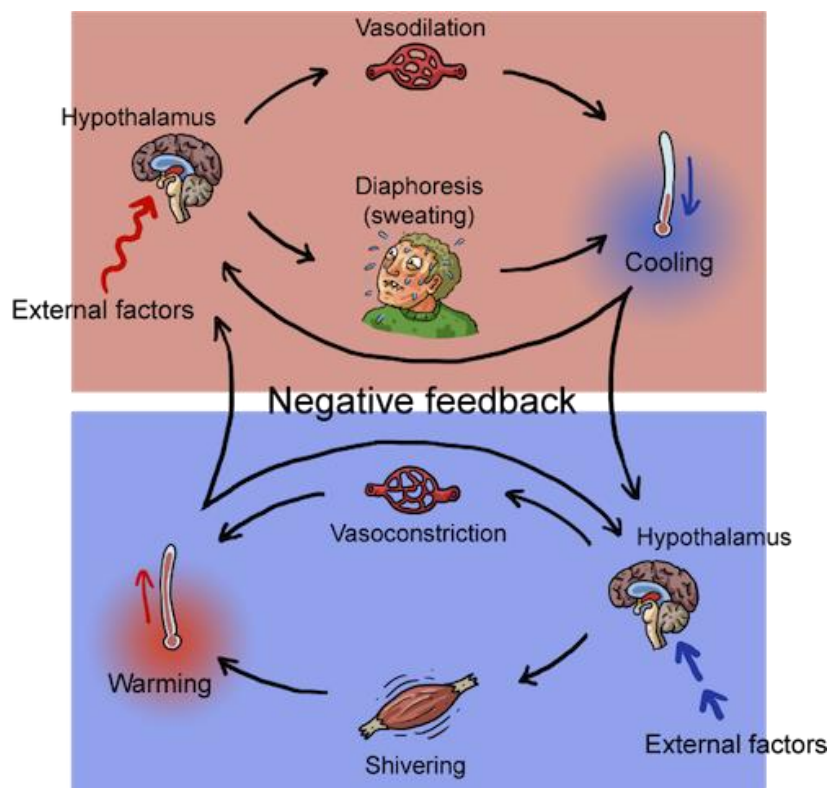 Vasodilation
Hypothalamus
Diaphoresis
(sweating)
Cooling
External factors
Negative feedback
Vasoconstriction
Hypothalamus
Warming
External factors
Shivering